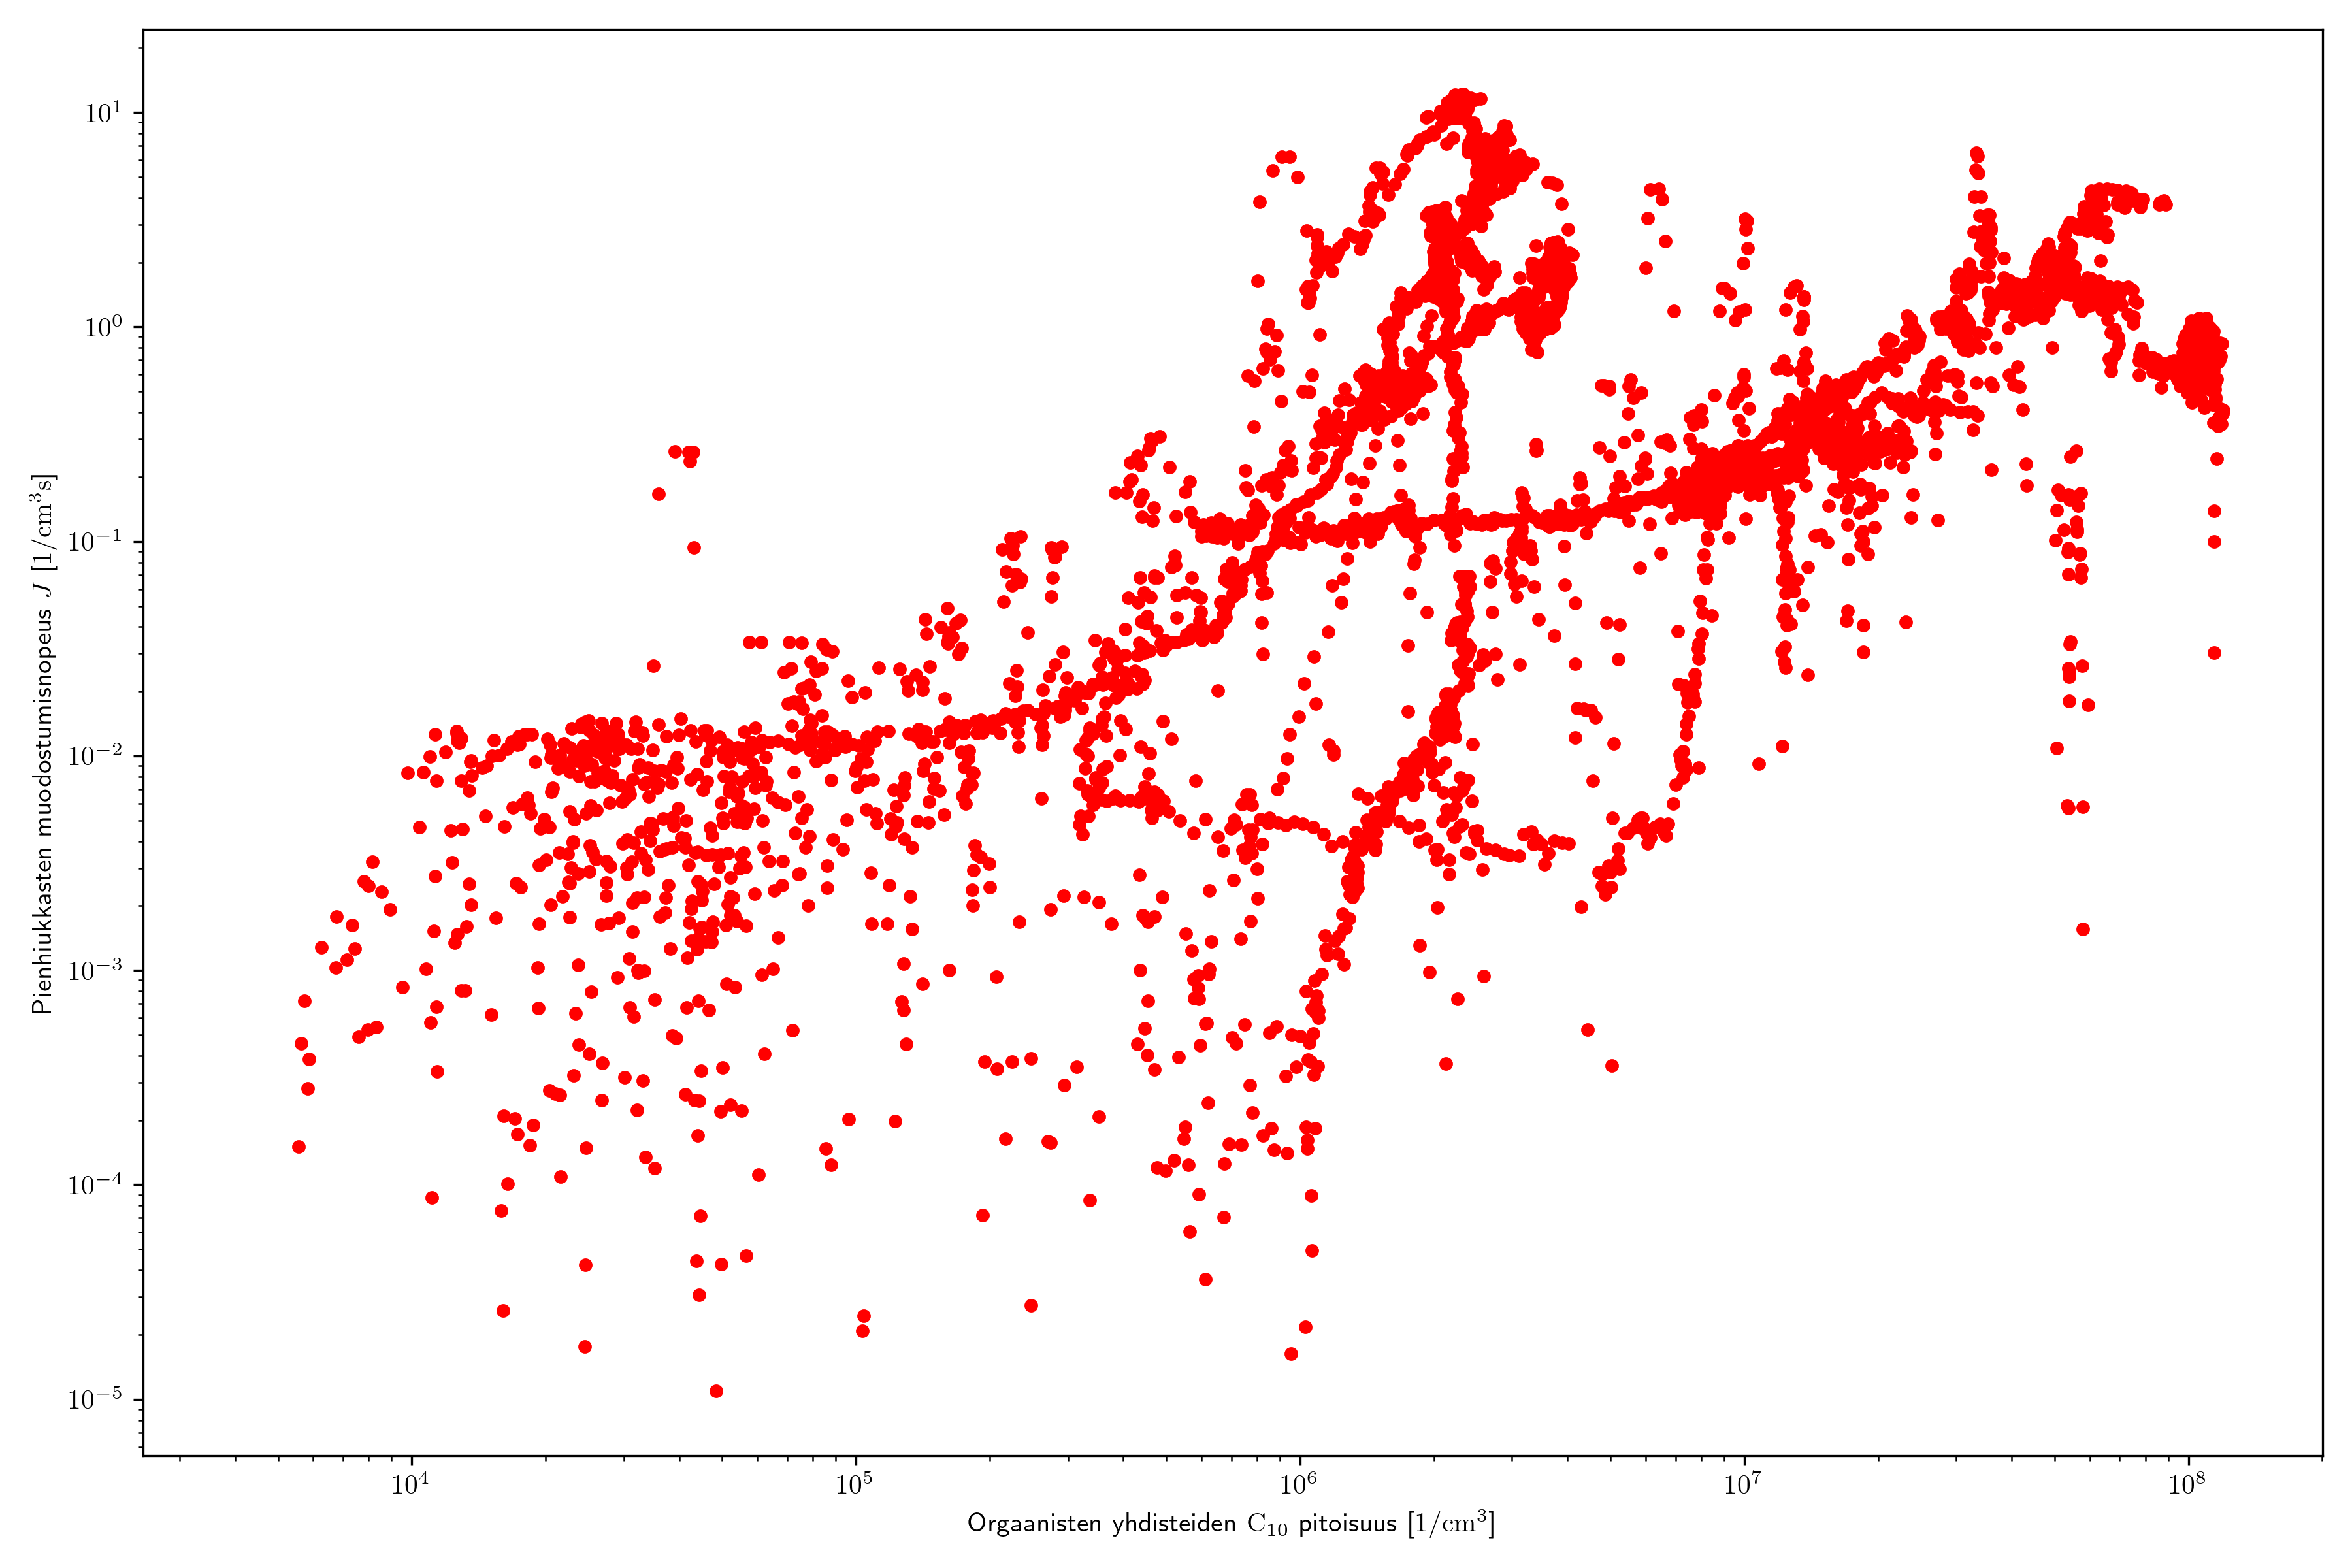 10¹
10⁰
10⁻¹
10⁻²
10⁻³
10⁻⁴
10⁻⁵
Pienhiukkasten muodostumisnopeus J [1/cm³s]
10⁴ 10⁵ 10⁶ 10⁷ 10⁸
Orgaanisten yhdisteiden C₁₀ pitoisuus [1/cm³]